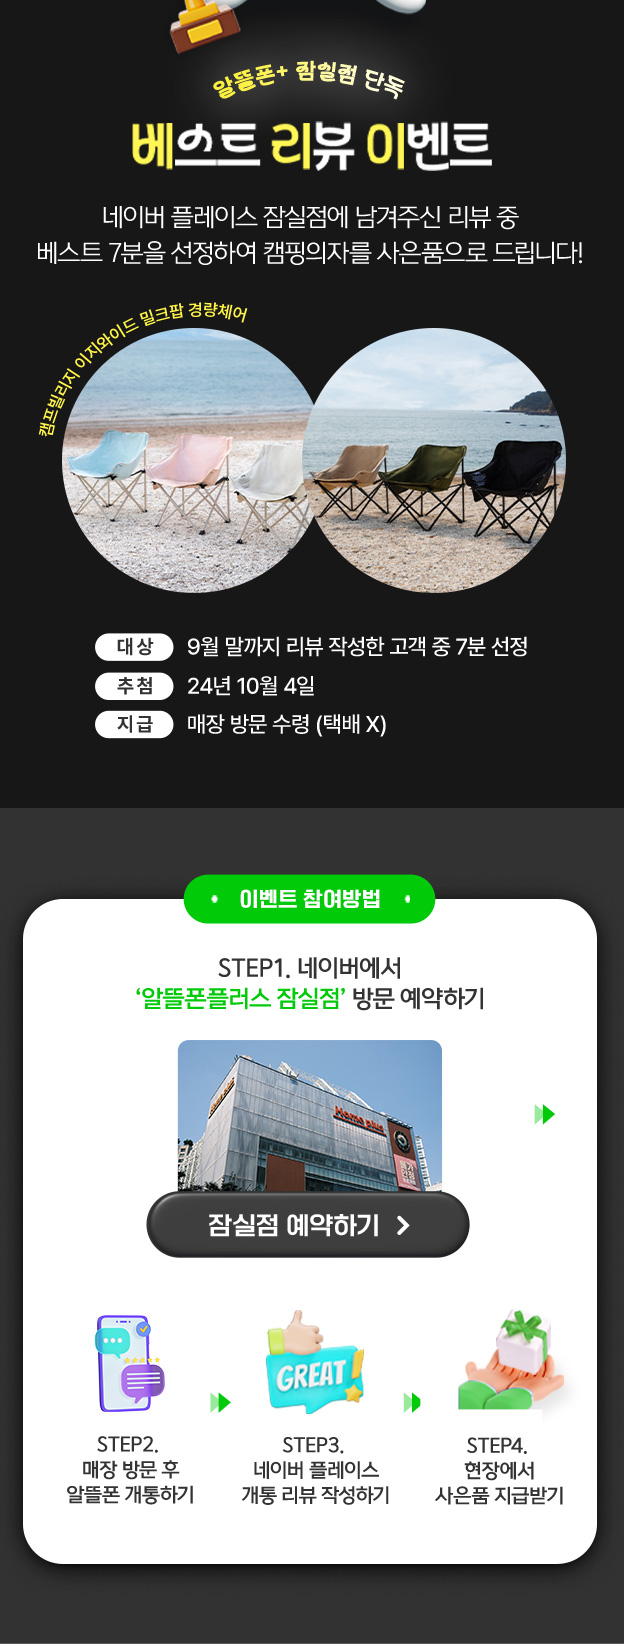 알뜰폰+ 잠실점 단독
베스트 리뷰 이벤트
네이버 플레이스 잠실점에 남겨주신 리뷰 중
베스트 7분을 선정하여 캠핑의자를 사은품으로 드립니다!
캠프빌리지 이지와이드 밀크팝 경량체어
대상 9월 말까지 리뷰 작성한 고객 중 7분 선정
추첨 24년 10월 4일
지급 매장 방문 수령 (택배 X)
이벤트 참여방법
STEP1. 네이버에서
‘알뜰폰플러스 잠실점’ 방문 예약하기
Home plus
잠실점 예약하기
GREAT!
STEP2.
매장 방문 후
알뜰폰 개통하기
STEP3.
네이버 플레이스
개통 리뷰 작성하기
STEP4.
현장에서
사은품 지급받기